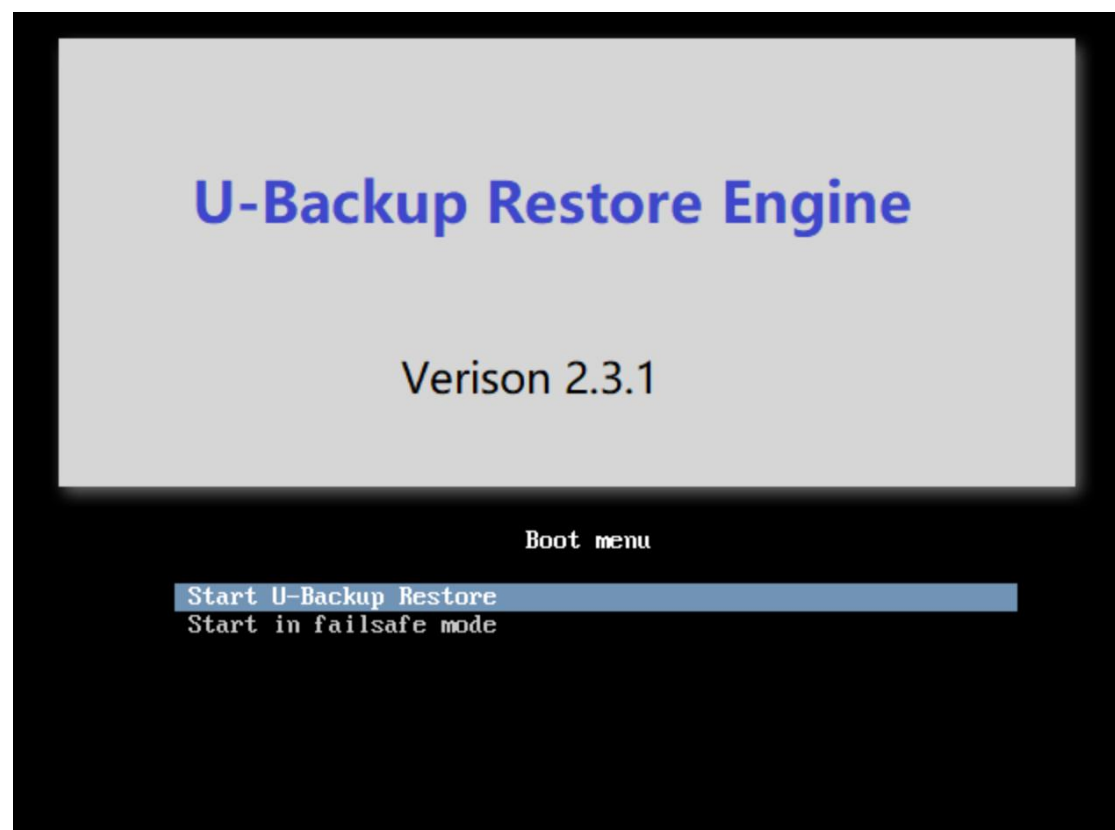 U-Backup Restore Engine
Verison 2.3.1
Boot menu
Start U-Backup Restore
Start in failsafe mode